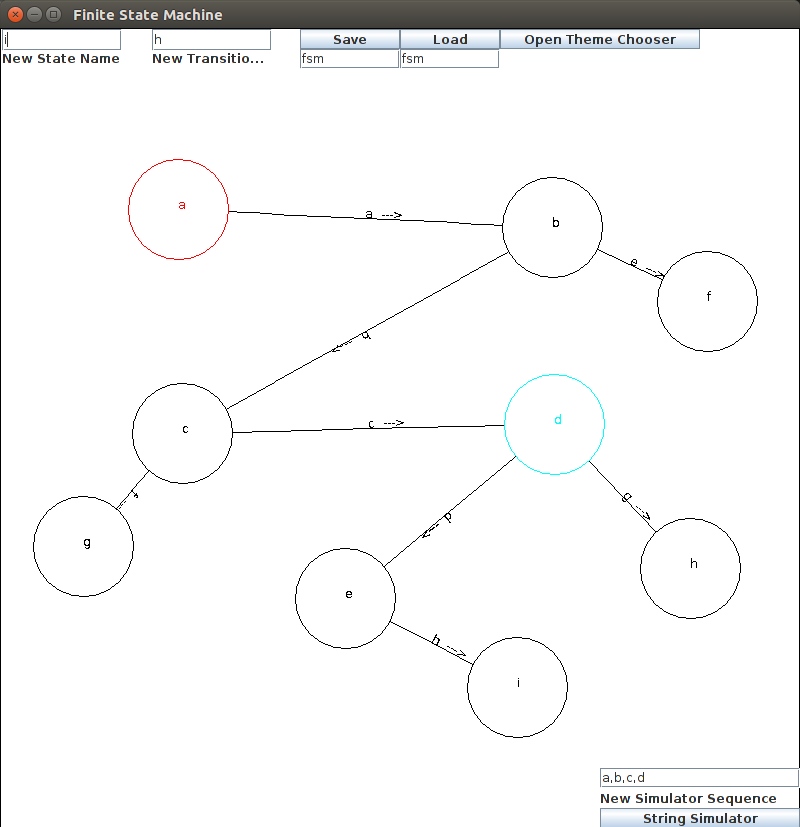 Finite State Machine
i
h
Save
Load
Open Theme Chooser
New State Name
New Transitio...
fsm
fsm
a
a --->
b
e --->
f
b --->
c
c --->
d
f
g
d --->
g --->
h
e
h --->
i
a,b,c,d
New Simulator Sequence
String Simulator